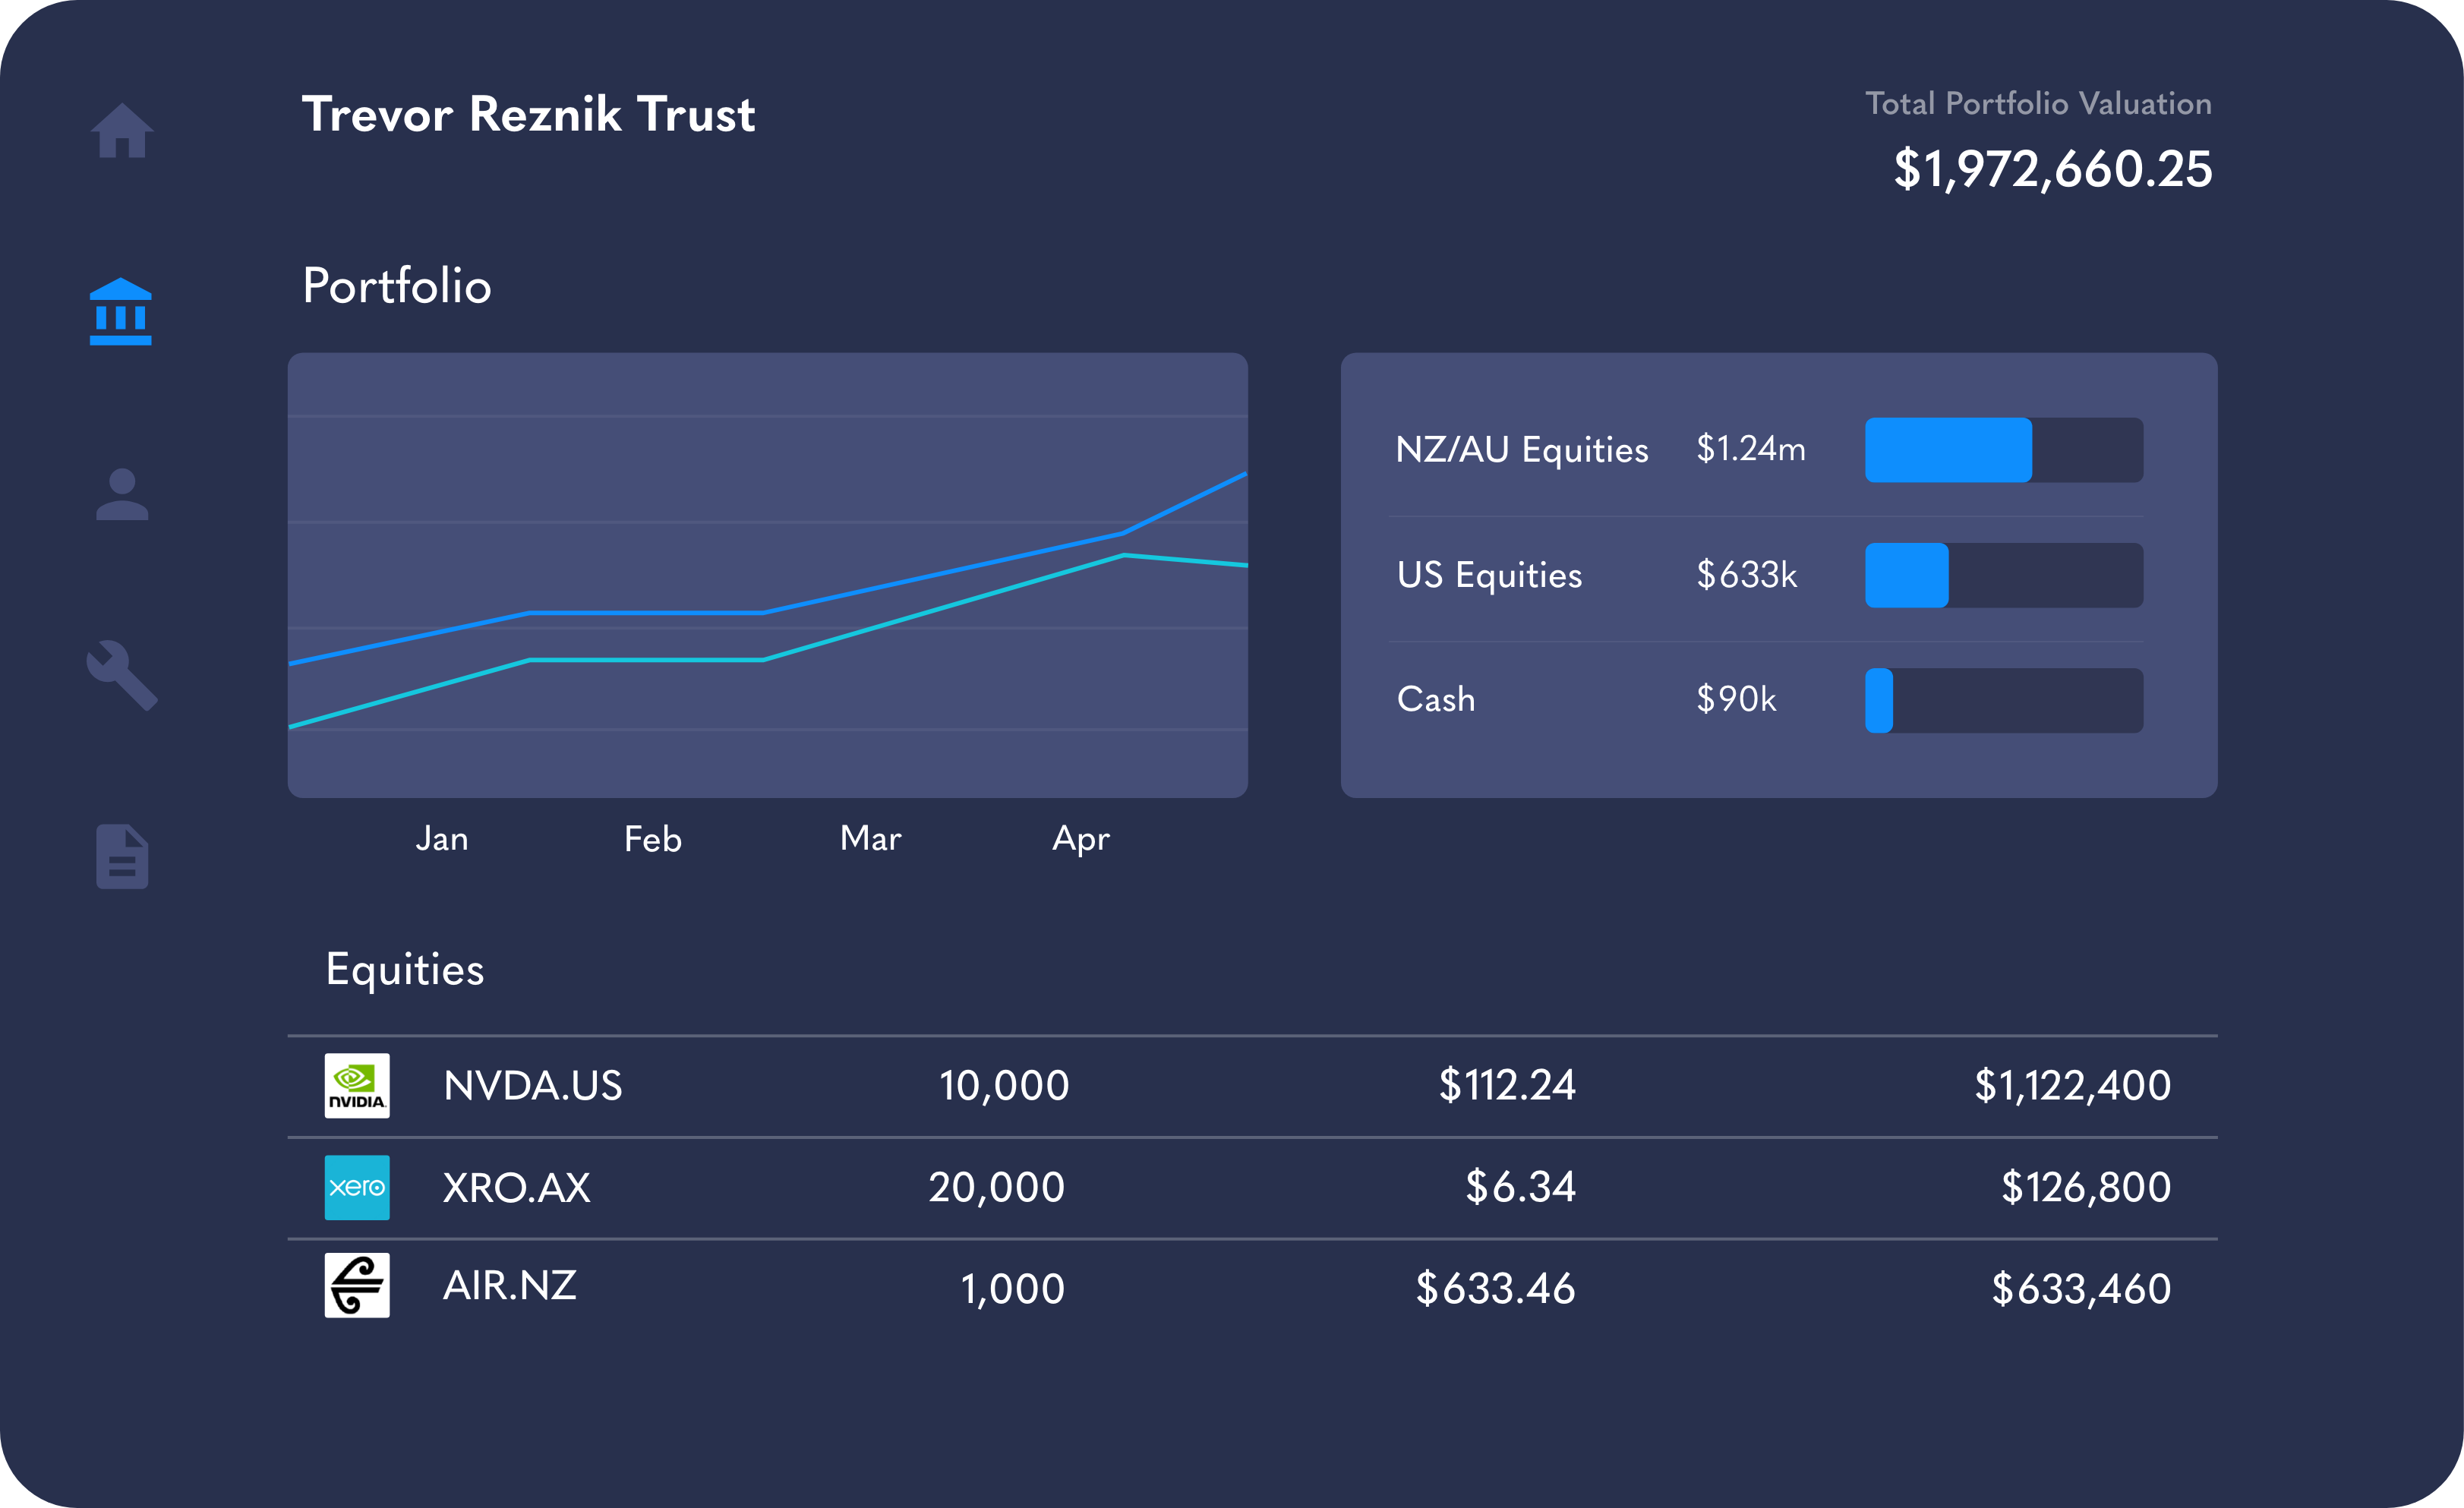 Trevor Reznik Trust
Total Portfolio Valuation
$1,972,660.25
Portfolio
NZ/AU Equities $1.24m
US Equities $633k
Cash $90k
Jan Feb Mar Apr
Equities
NVIDIA. NVDA.US 10,000 $112.24 $1,122,400
xero XRO.AX 20,000 $6.34 $126,800
AIR.NZ 1,000 $633.46 $633,460